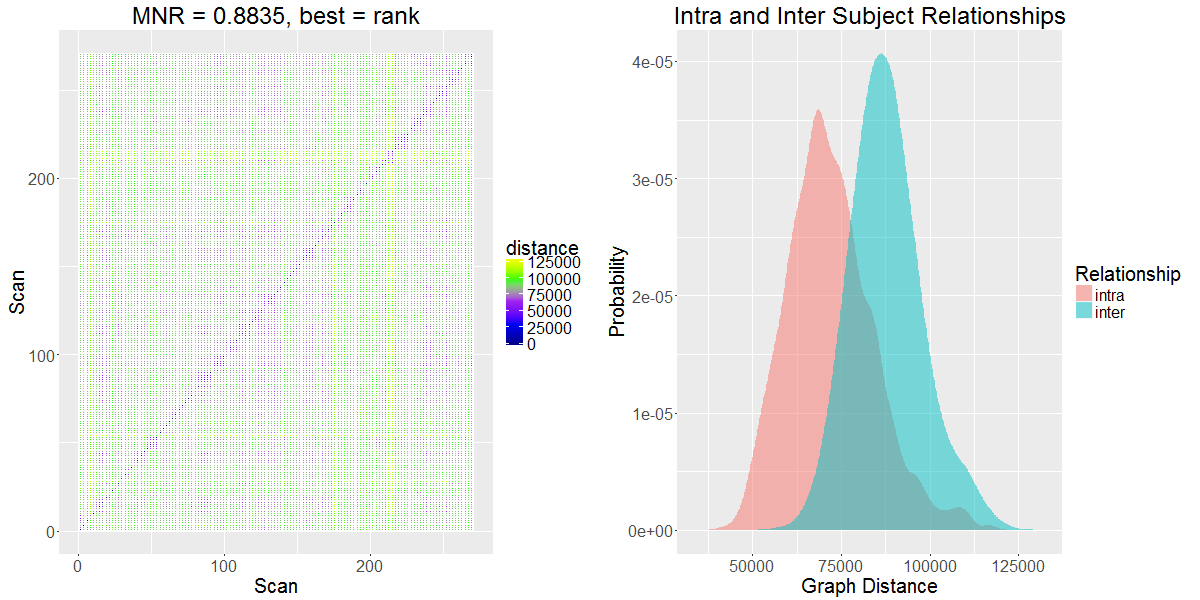 MNR = 0.8835, best = rank
Scan
200
100
0
0
100
200
Scan
distance
125000
100000
75000
50000
25000
0
Intra and Inter Subject Relationships
Probability
4e-05
3e-05
2e-05
1e-05
0e+00
50000
75000
100000
125000
Graph Distance
Relationship
intra
inter